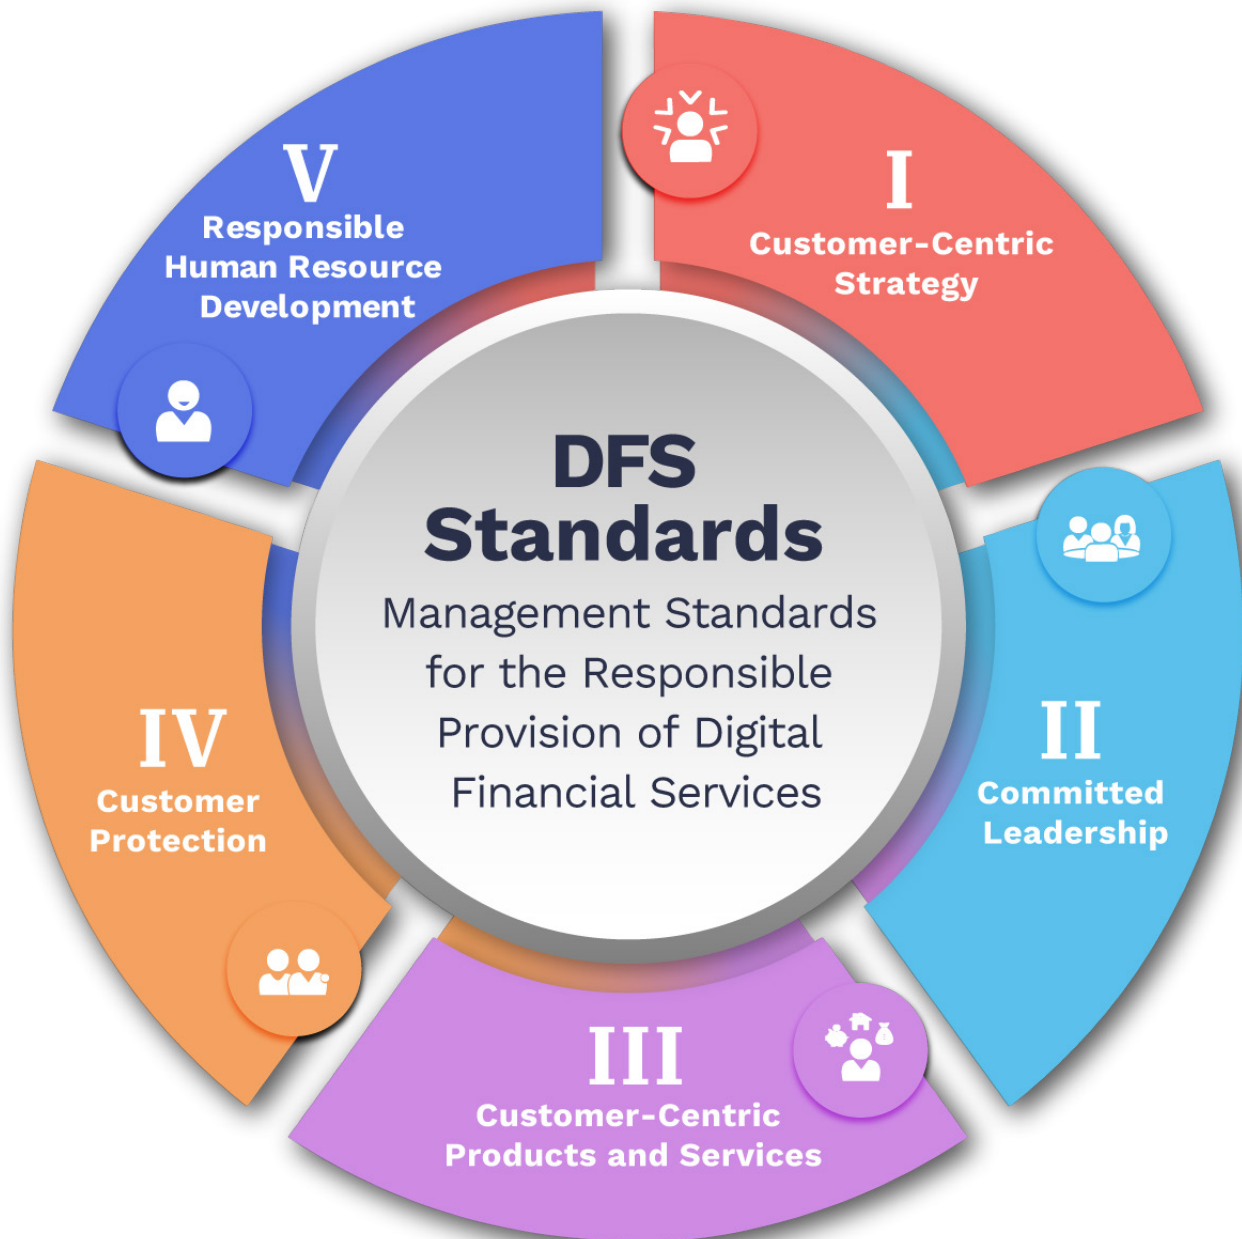 DFS
Standards
Management Standards
for the Responsible
Provision of Digital
Financial Services
I
Customer-Centric
Strategy
II
Committed
Leadership
III
Customer-Centric
Products and Services
IV
Customer
Protection
V
Responsible
Human Resource
Development